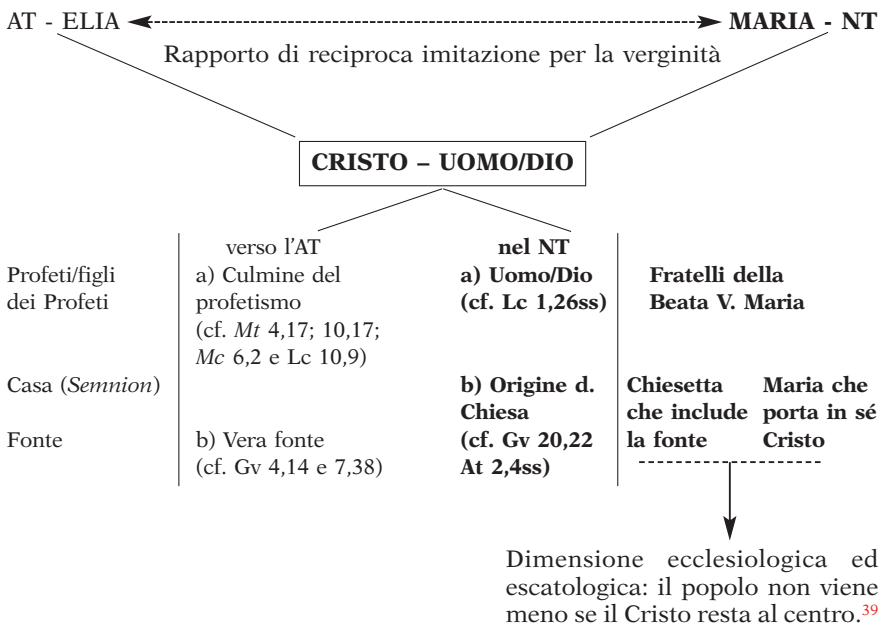 AT - ELIA MARIA - NT
Rapporto di reciproca imitazione per la verginità
CRISTO – UOMO/DIO
verso l'AT
nel NT
Profeti/figli
dei Profeti
a) Culmine del
profetismo
(cf. Mt 4,17; 10,17;
Mc 6,2 e Lc 10,9)
a) Uomo/Dio
(cf. Lc 1,26ss)
Fratelli della
Beata V. Maria
Casa (Semnion)
b) Origine d.
Chiesa
(cf. Gv 20,22
At 2,4ss)
Chiesetta
che include
la fonte
Maria che
porta in sé
Cristo
Fonte
b) Vera fonte
(cf. Gv 4,14 e 7,38)
Dimensione ecclesiologica ed
escatologica: il popolo non viene
meno se il Cristo resta al centro.39